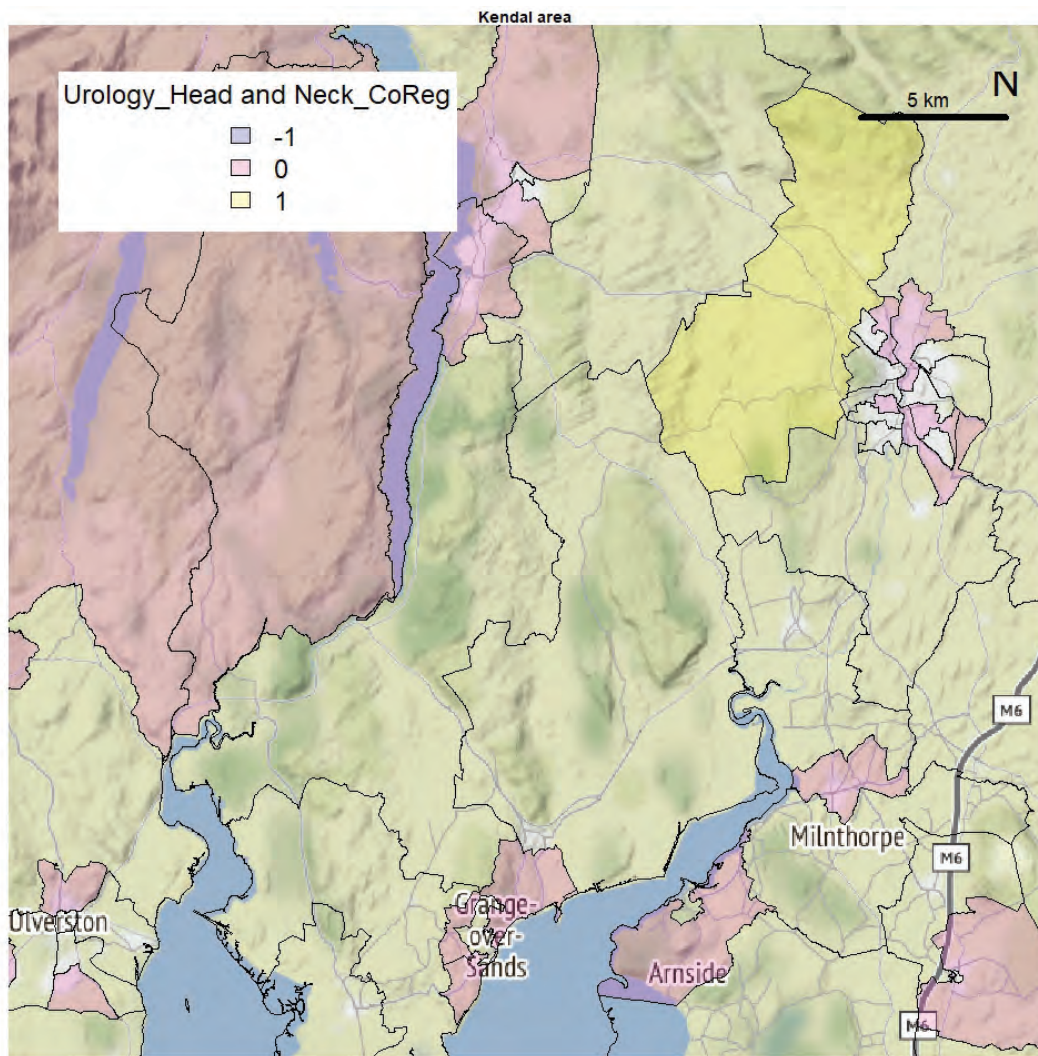 Kendal area
Urology_Head and Neck_CoReg
-1
0
1
N
5 km
M6
Milnthorpe
M6
Ulverston
Grange-
over-
Sands
Arnside
M6